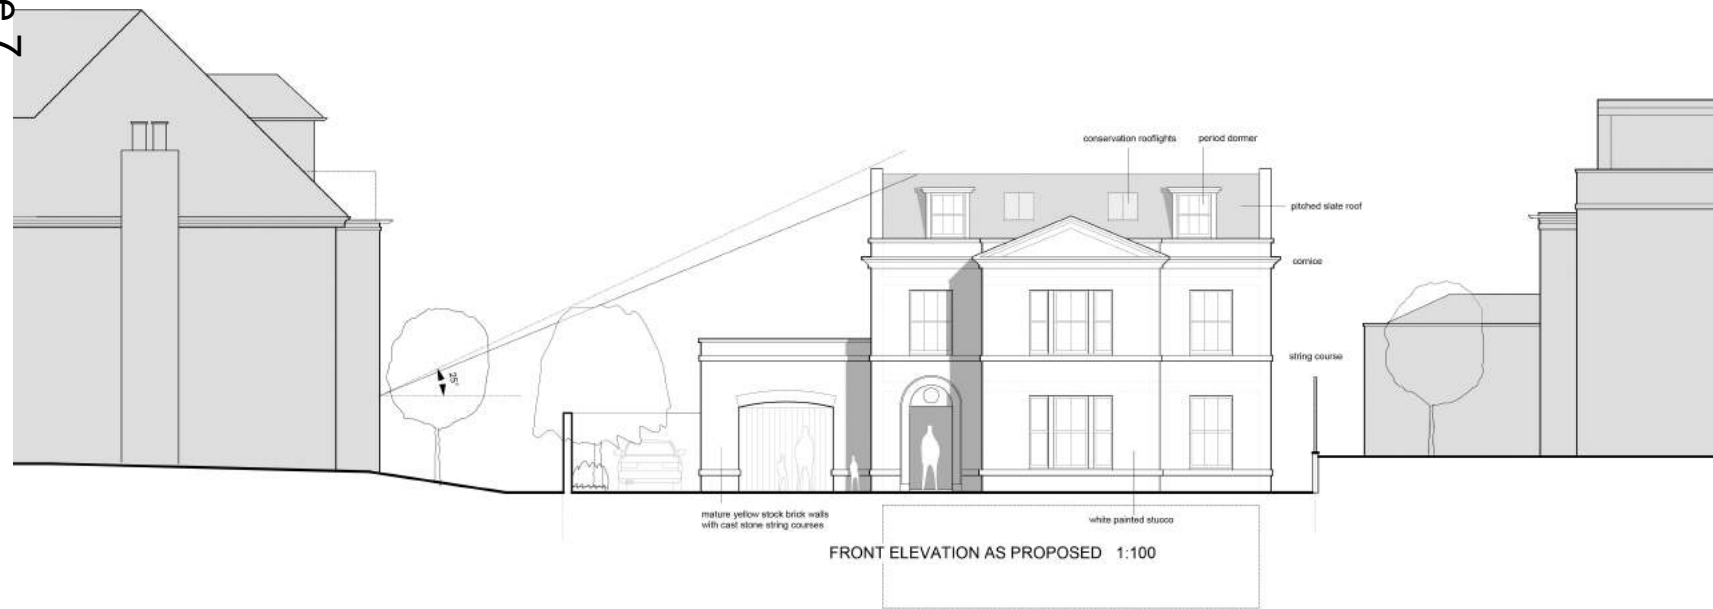 conservation rooflights
period dormer
pitched slate roof
cornice
string course
25°
mature yellow stock brick walls
with cast stone string courses
white painted stucco
FRONT ELEVATION AS PROPOSED 1:100